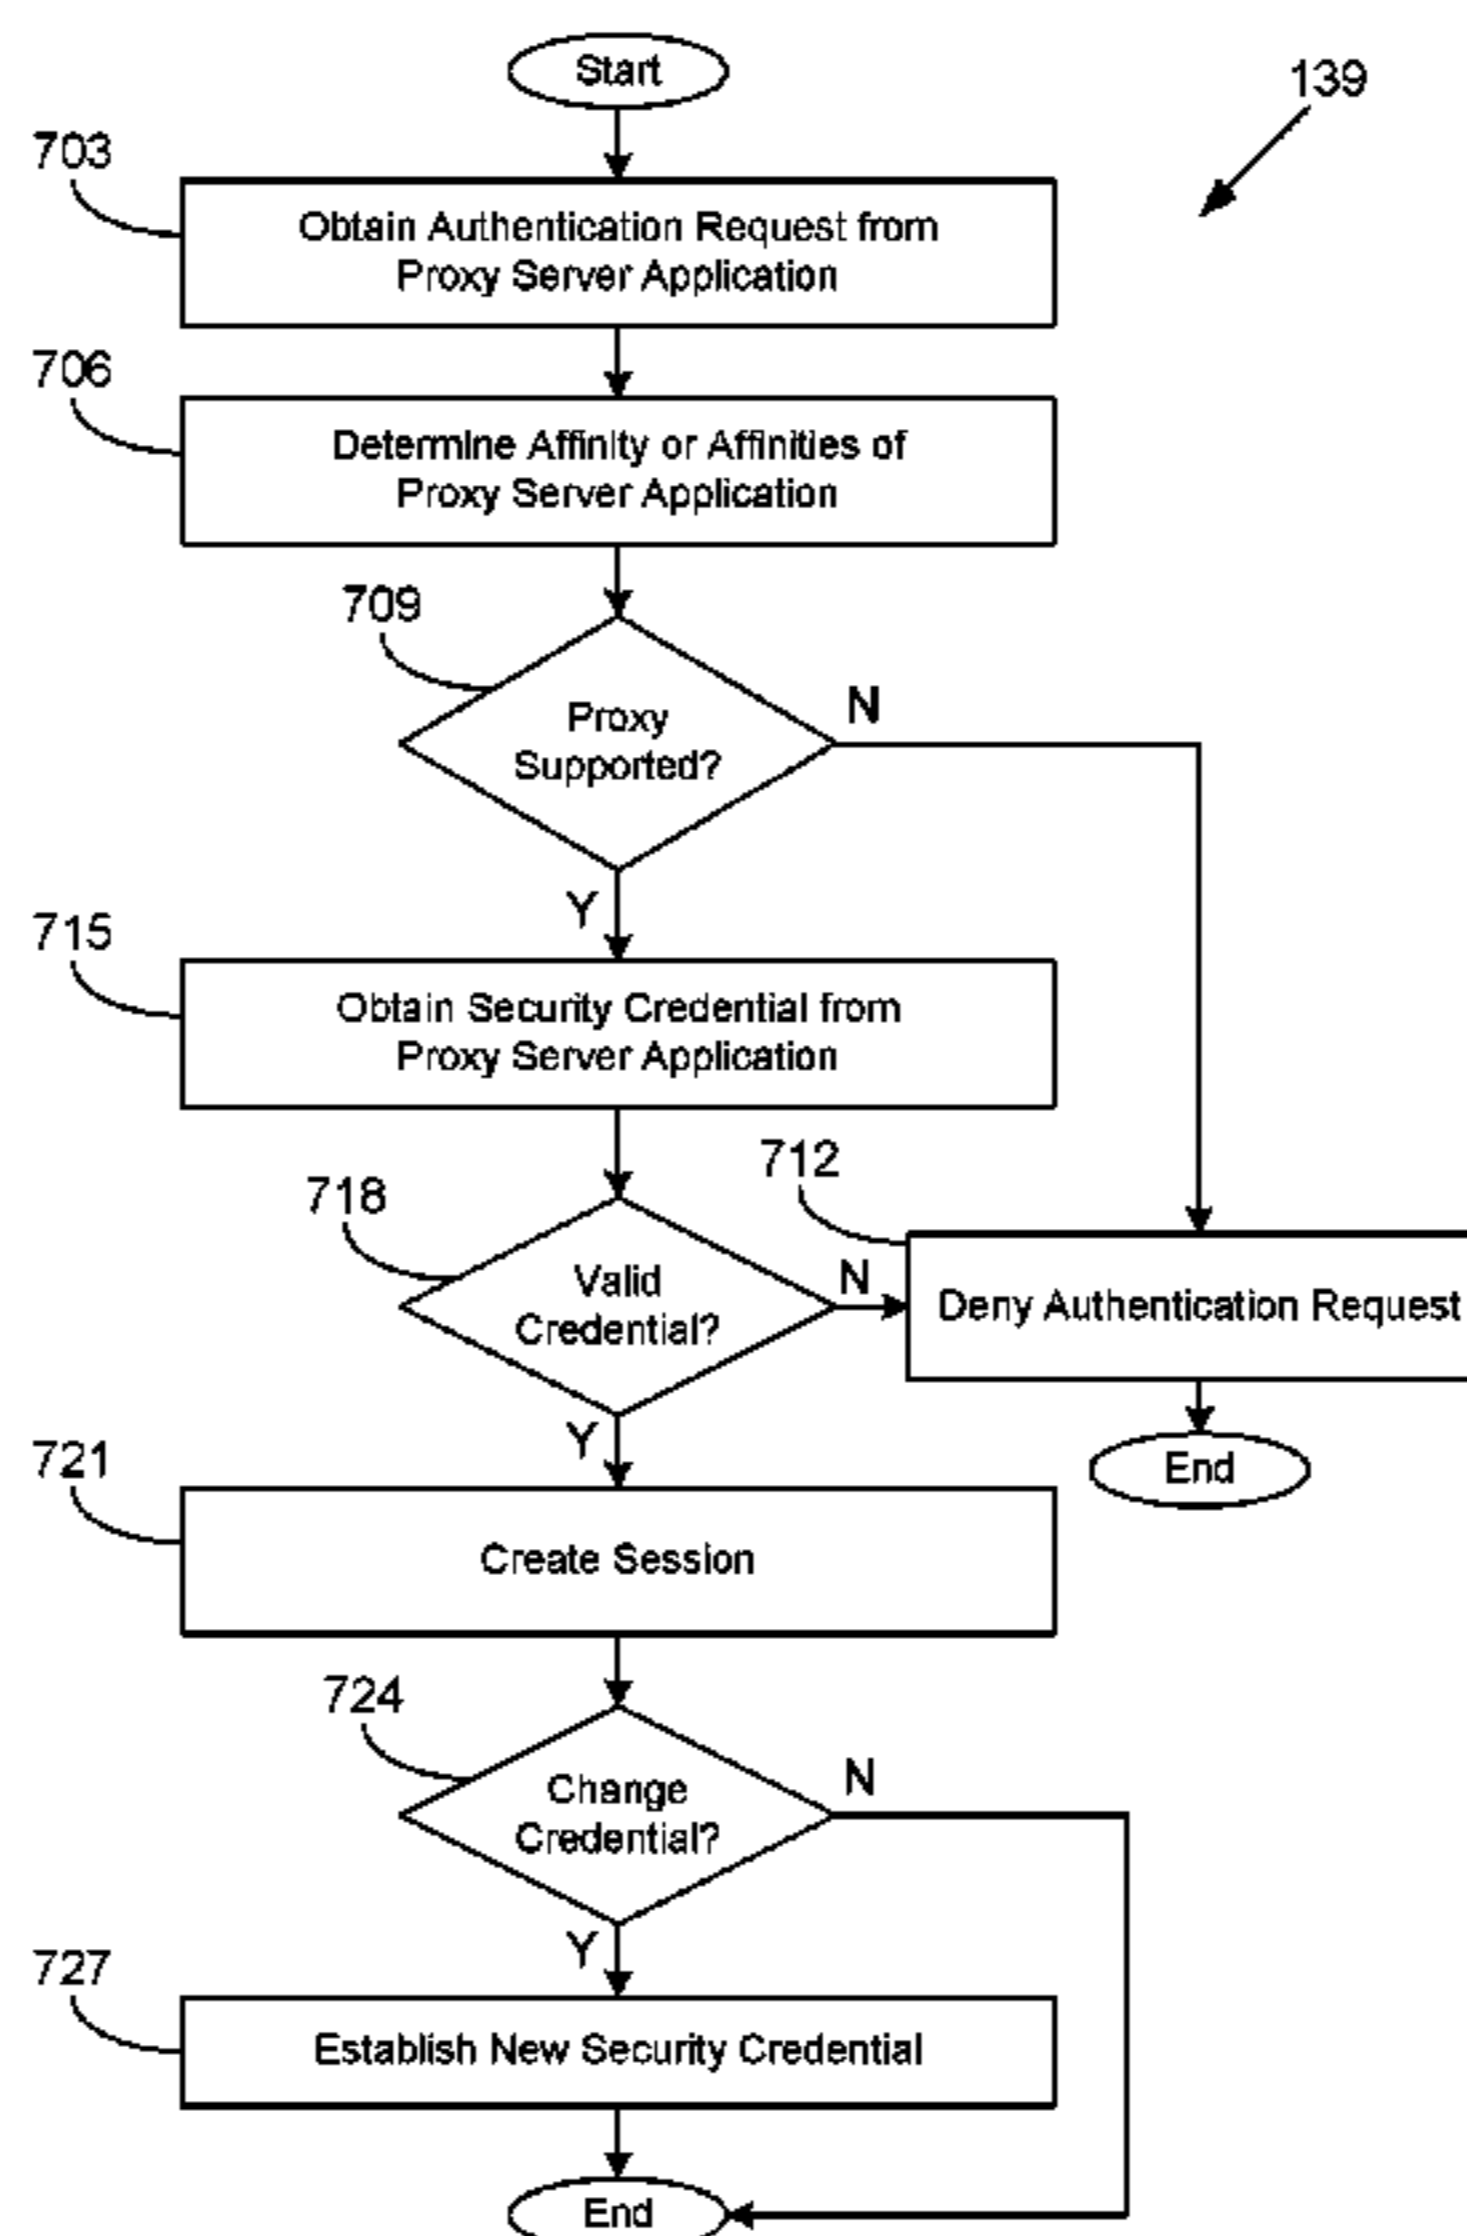 Start
139
703
Obtain Authentication Request from
Proxy Server Application
706
Determine Affinity or Affinities of
Proxy Server Application
709
Proxy
Supported?
N
Y
715
Obtain Security Credential from
Proxy Server Application
712
718
Valid
Credential?
N
Deny Authentication Request
Y
End
721
Create Session
724
Change
Credential?
N
Y
727
Establish New Security Credential
End